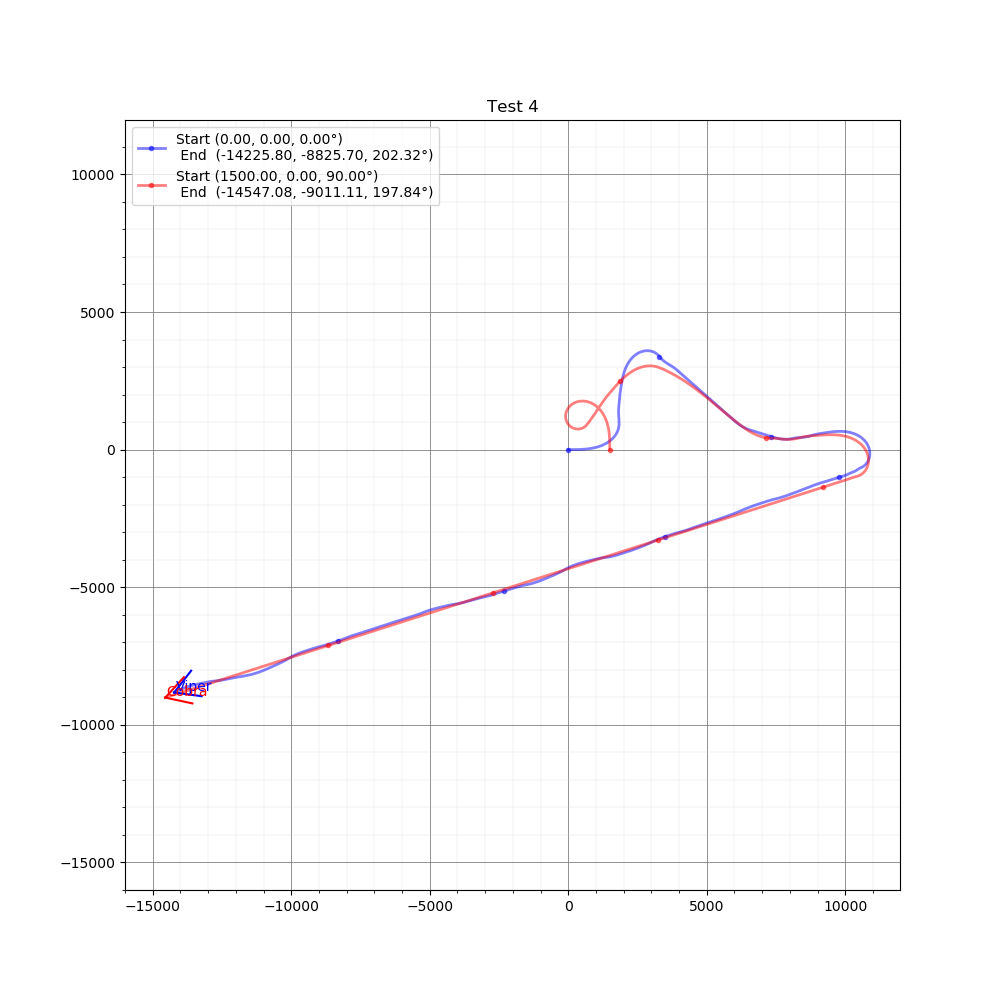 Test 4
Start (0.00, 0.00, 0.00°)
End (-14225.80, -8825.70, 202.32°)
Start (1500.00, 0.00, 90.00°)
End (-14547.08, -9011.11, 197.84°)
10000
5000
0
−5000
−10000
−15000
Viper
−15000 −10000 −5000 0 5000 10000